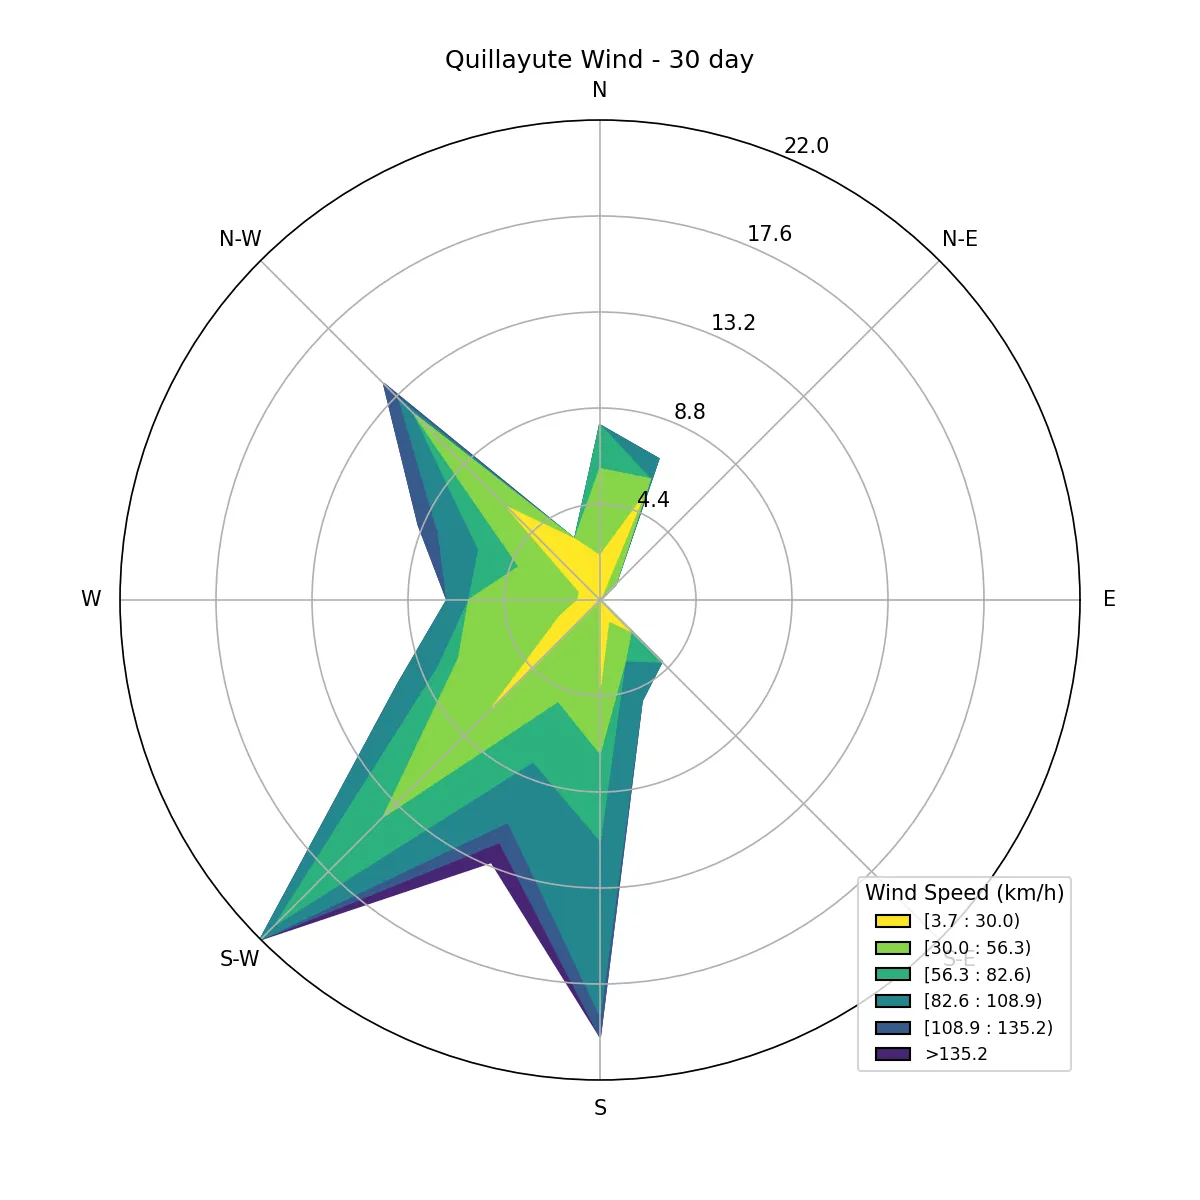 Quillayute Wind - 30 day
N
22.0
N-W
17.6
N-E
13.2
8.8
4.4
W
E
S-W
S-E
S
Wind Speed (km/h)
[3.7 : 30.0)
[30.0 : 56.3)
[56.3 : 82.6)
[82.6 : 108.9)
[108.9 : 135.2)
>135.2